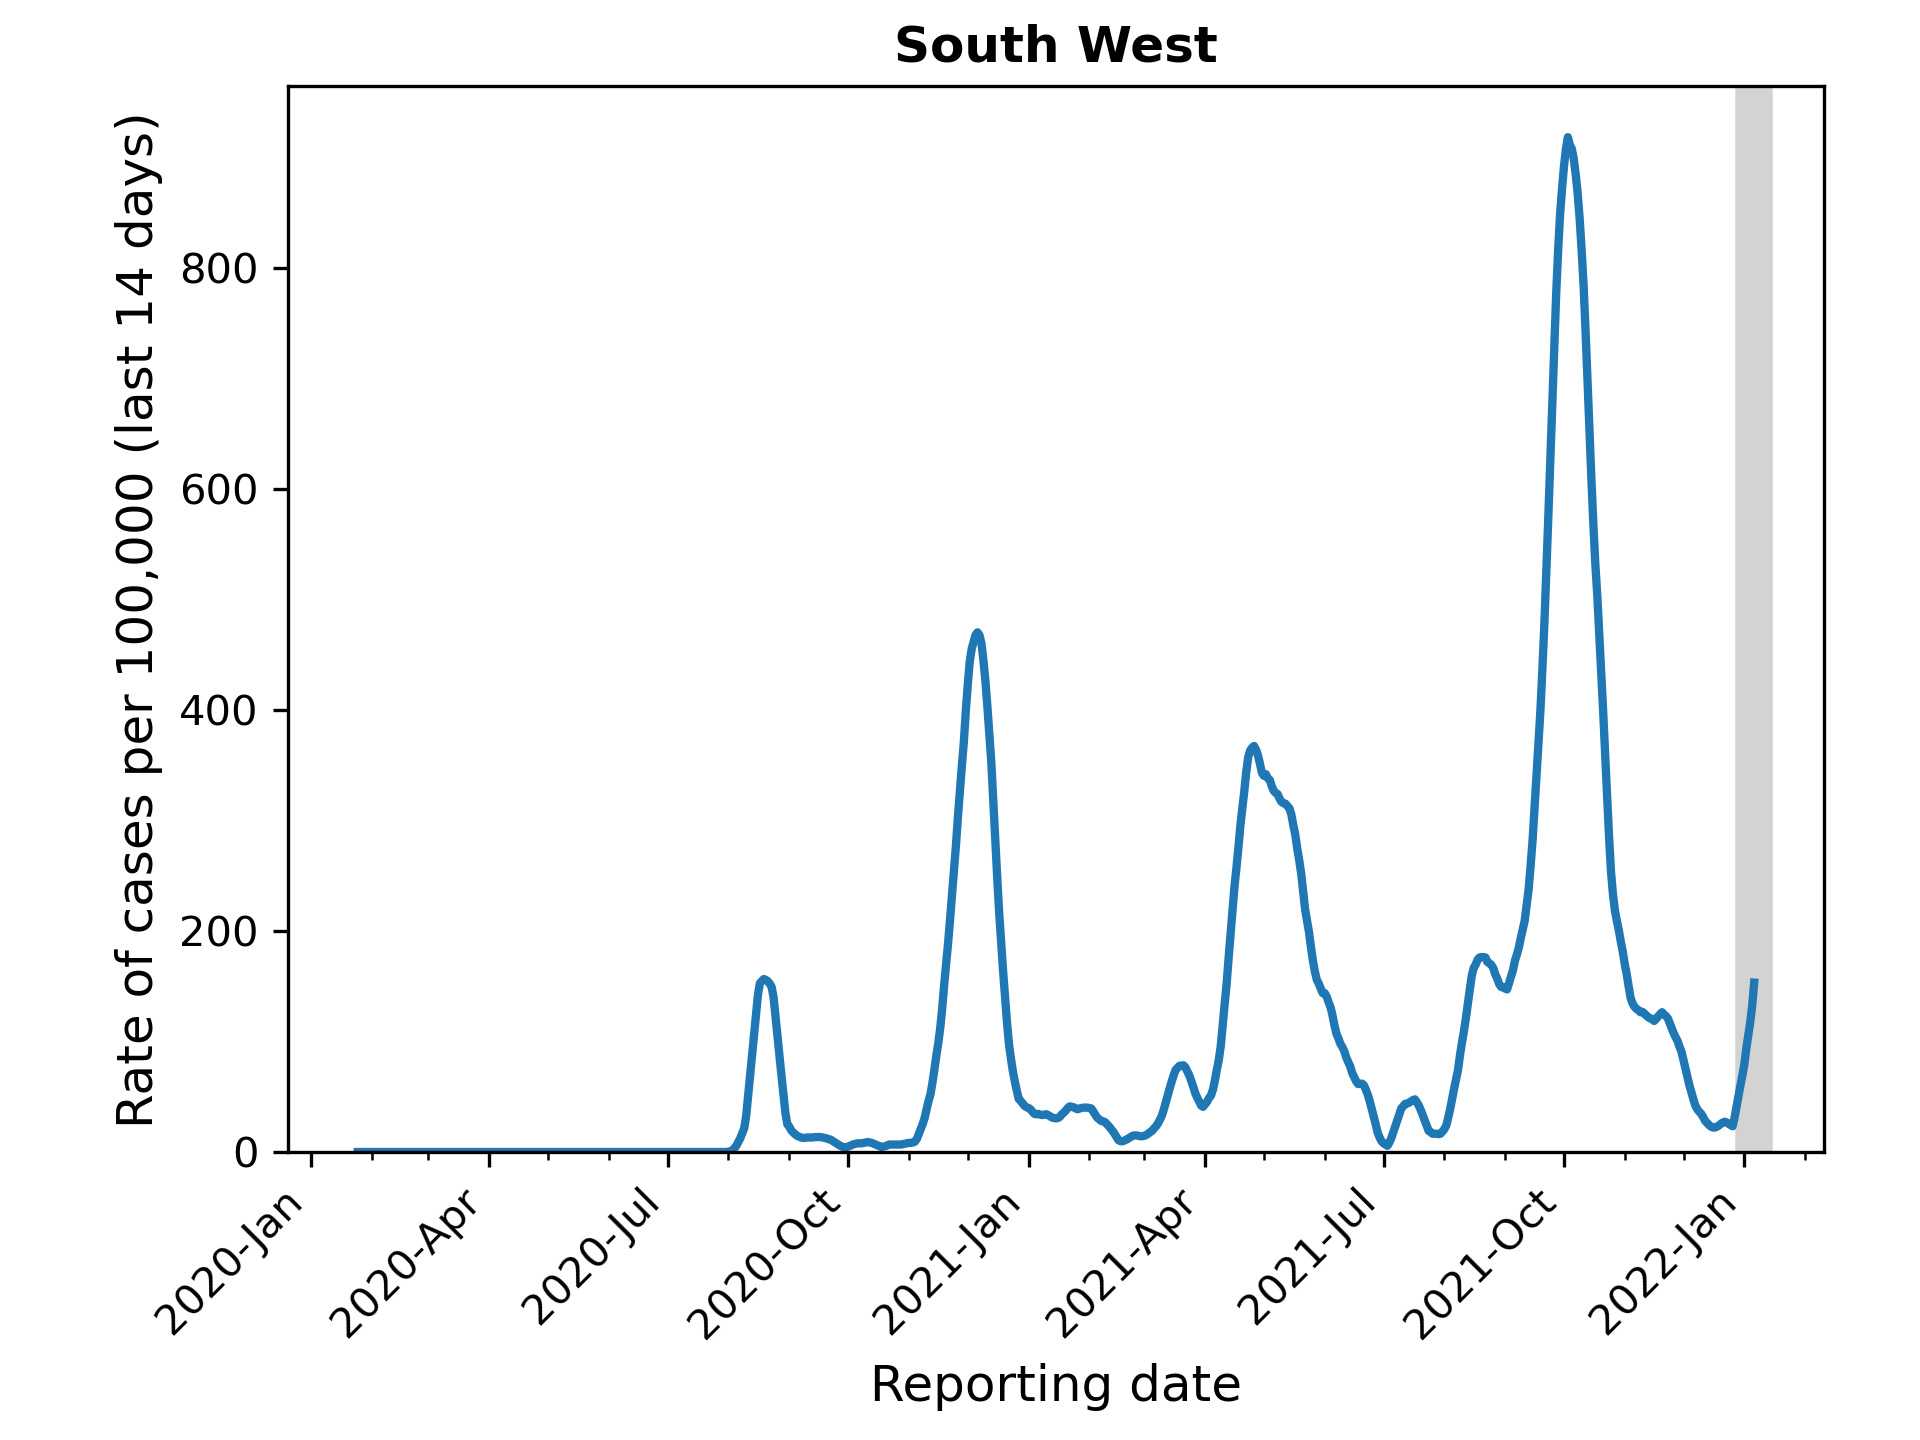 South West
Rate of cases per 100,000 (last 14 days)
800
600
400
200
0
2020-Jan
2020-Apr
2020-Jul
2020-Oct
2021-Jan
2021-Apr
2021-Jul
2021-Oct
2022-Jan
Reporting date